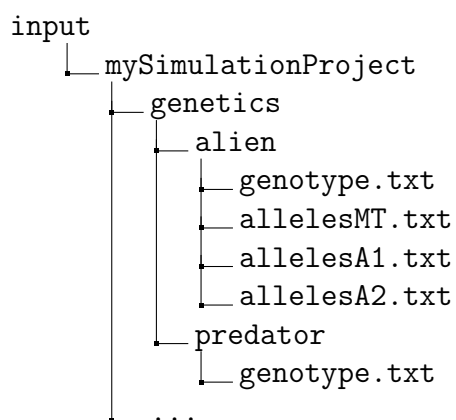 input
mySimulationProject
genetics
alien
genotype.txt
allelesMT.txt
allelesA1.txt
allelesA2.txt
predator
genotype.txt
...